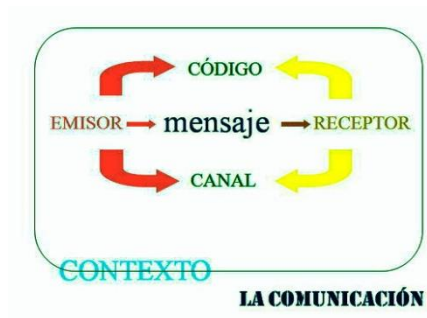 CÓDIGO
EMISOR mensaje RECEPTOR
CANAL
CONTEXTO
LA COMUNICACIÓN